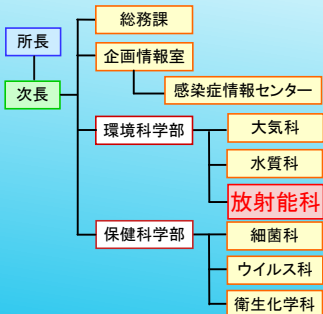 所長
次長
総務課
企画情報室
感染症情報センター
環境科学部
大気科
水質科
放射能科
保健科学部
細菌科
ウイルス科
衛生化学科